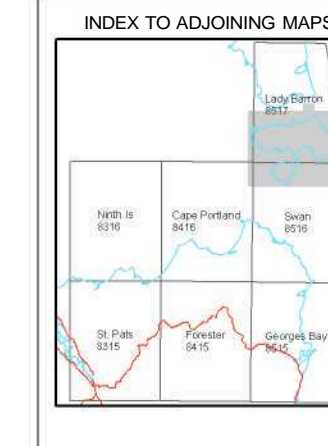 INDEX TO ADJOINING MAPS
Lady Barron
8517
Ninth Is
8316
Cape Portland
8416
Swan
8516
St. Pats
8315
Forester
8415
Georges Bay
8515